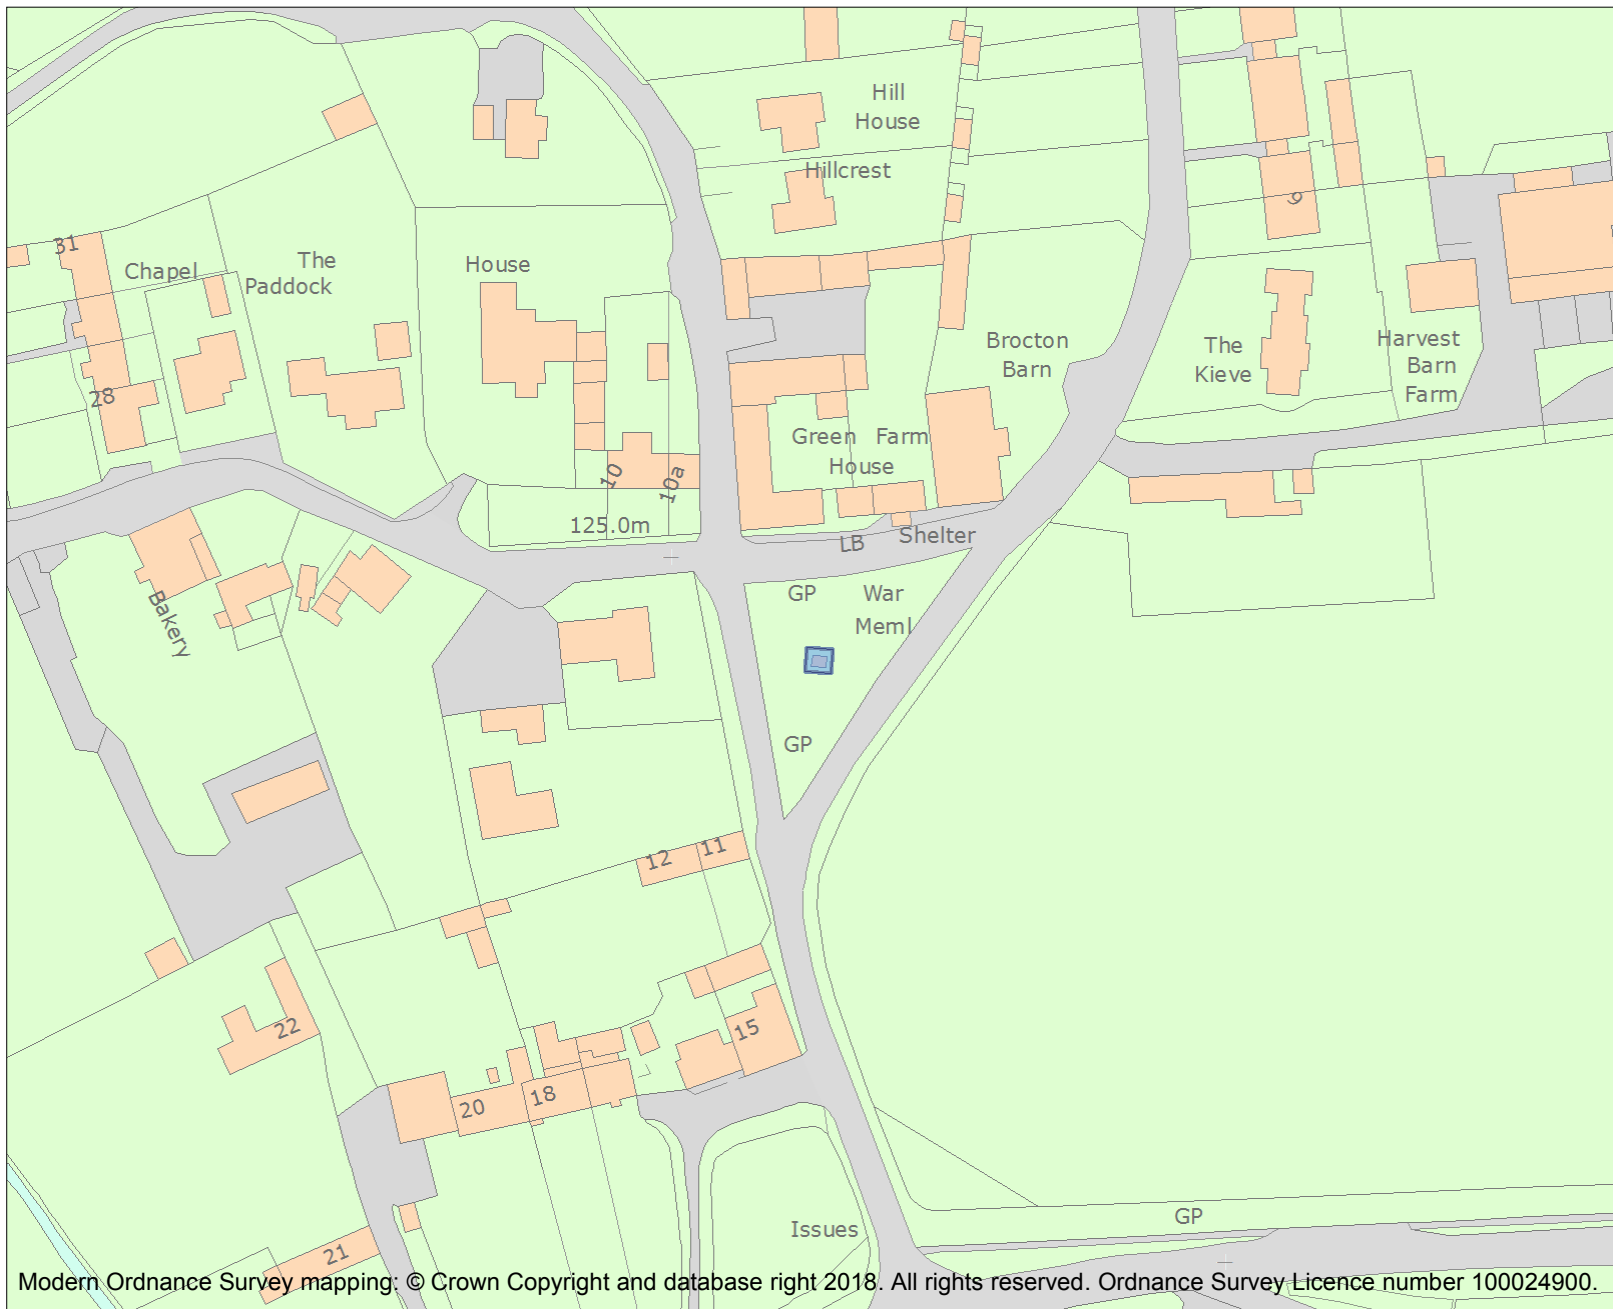 Hill
House
Hillcrest
9
31
Chapel
The
Paddock
House
Brocton
Barn
The
Kieve
Harvest
Barn
Farm
28
Green Farm
House
10
10a
125.0m
LB
Shelter
GP
War
Meml
Bakery
GP
12
11
22
15
20
18
Issues
GP
21
Modern Ordnance Survey mapping: © Crown Copyright and database right 2018. All rights reserved. Ordnance Survey Licence number 100024900.